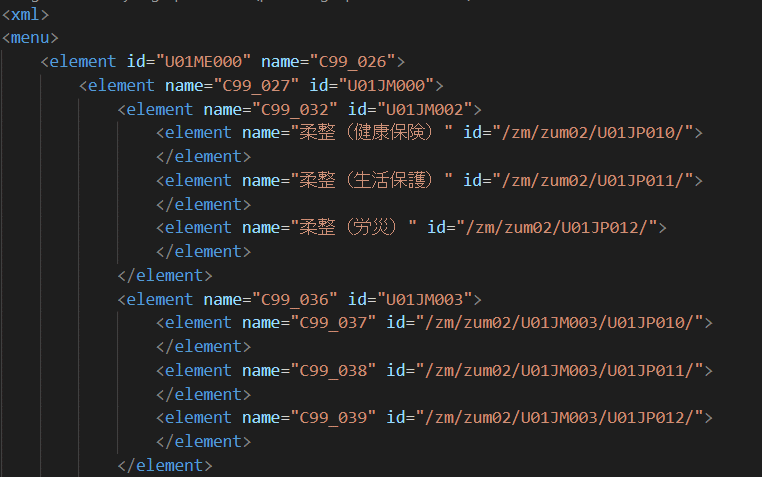 <xml>
<menu>
<element id="U01ME000" name="C99_026">
<element name="C99_027" id="U01JM000">
<element name="C99_032" id="U01JM002">
<element name="柔整（健康保険）" id="/zm/zum02/U01JP010/">
</element>
<element name="柔整（生活保護）" id="/zm/zum02/U01JP011/">
</element>
<element name="柔整（労災）" id="/zm/zum02/U01JP012/">
</element>
</element>
<element name="C99_036" id="U01JM003">
<element name="C99_037" id="/zm/zum02/U01JM003/U01JP010/">
</element>
<element name="C99_038" id="/zm/zum02/U01JM003/U01JP011/">
</element>
<element name="C99_039" id="/zm/zum02/U01JM003/U01JP012/">
</element>
</element>